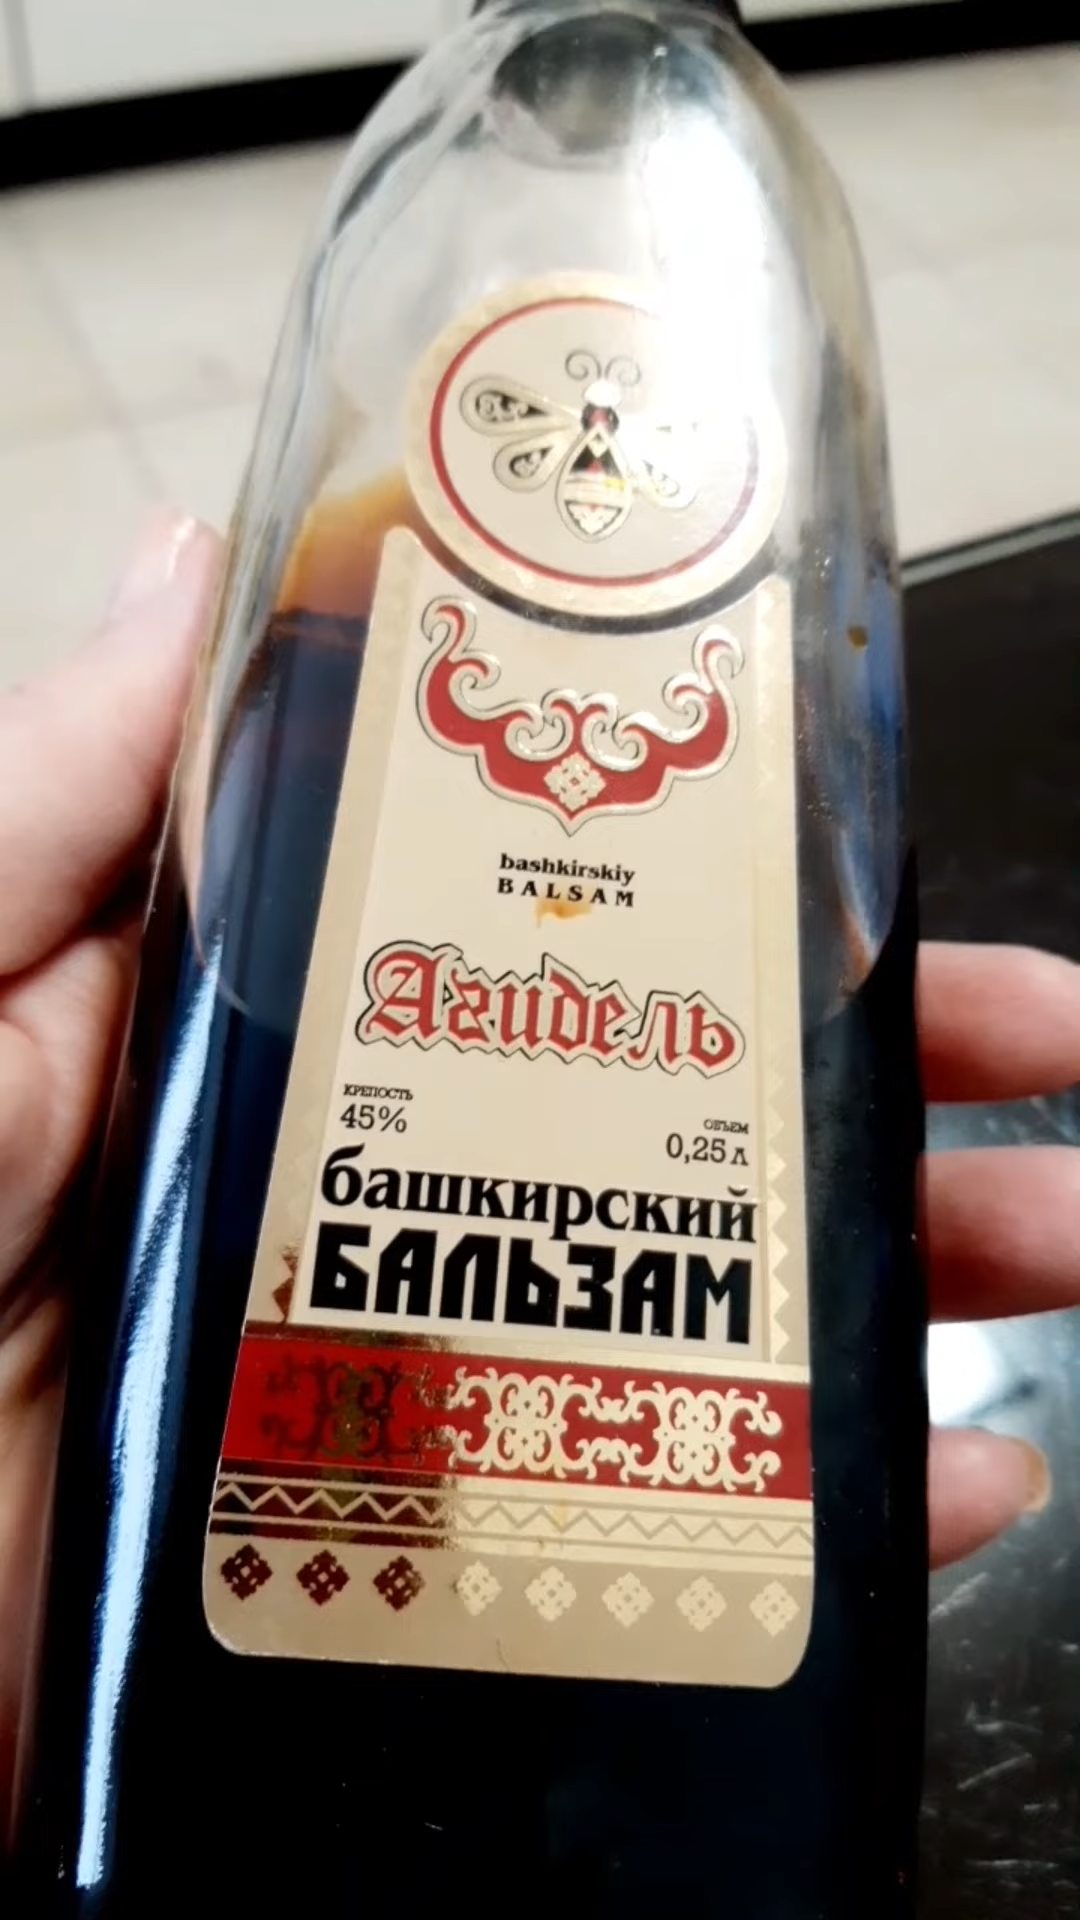 bashkirskiy
BALSAM
Агидель
КРЕПОСТЬ
45%
ОБЪЕМ
0,25 л
башкирский
БАЛЬЗАМ